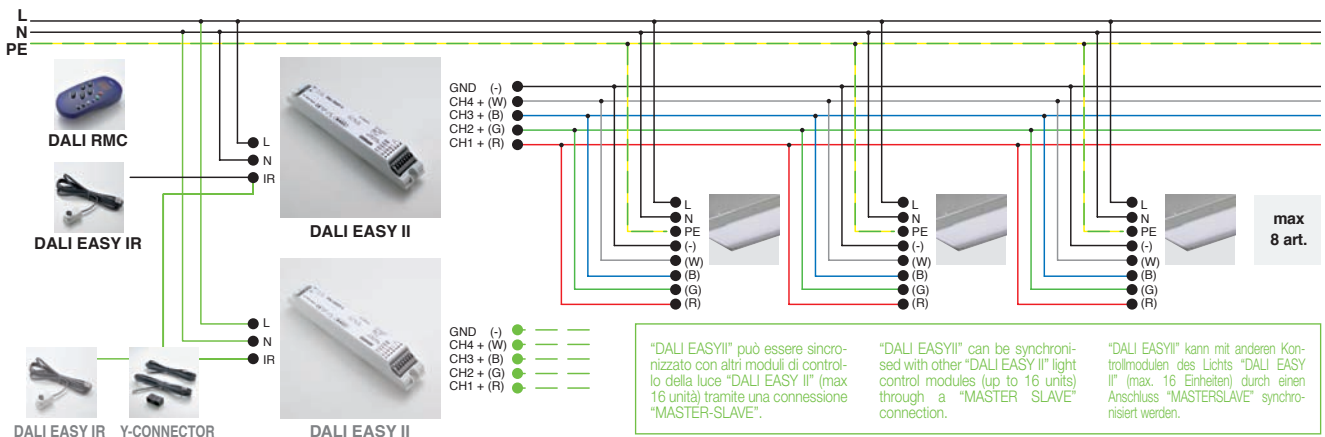 L
N
PE
DALI RMC
L
N
IR
DALI EASY IR
DALI EASY II
GND (-)
CH4 + (W)
CH3 + (B)
CH2 + (G)
CH1 + (R)
L
N
PE
(-)
(W)
(B)
(G)
(R)
L
N
PE
(-)
(W)
(B)
(G)
(R)
L
N
PE
(-)
(W)
(B)
(G)
(R)
max
8 art.
L
N
IR
DALI EASY IR
Y-CONNECTOR
DALI EASY II
GND (-)
CH4 + (W)
CH3 + (B)
CH2 + (G)
CH1 + (R)
"DALI EASYII" può essere sincro-
nizzato con altri moduli di control-
lo della luce "DALI EASY II" (max
16 unità) tramite una connessione
"MASTER-SLAVE".
"DALI EASYII" can be synchroni-
sed with other "DALI EASY II" light
control modules (up to 16 units)
through a "MASTER SLAVE"
connection.
"DALI EASYII" kann mit anderen Kon-
trollmodulen des Lichts "DALI EASY
II" (max. 16 Einheiten) durch einen
Anschluss "MASTERSLAVE" synchro-
nisiert werden.